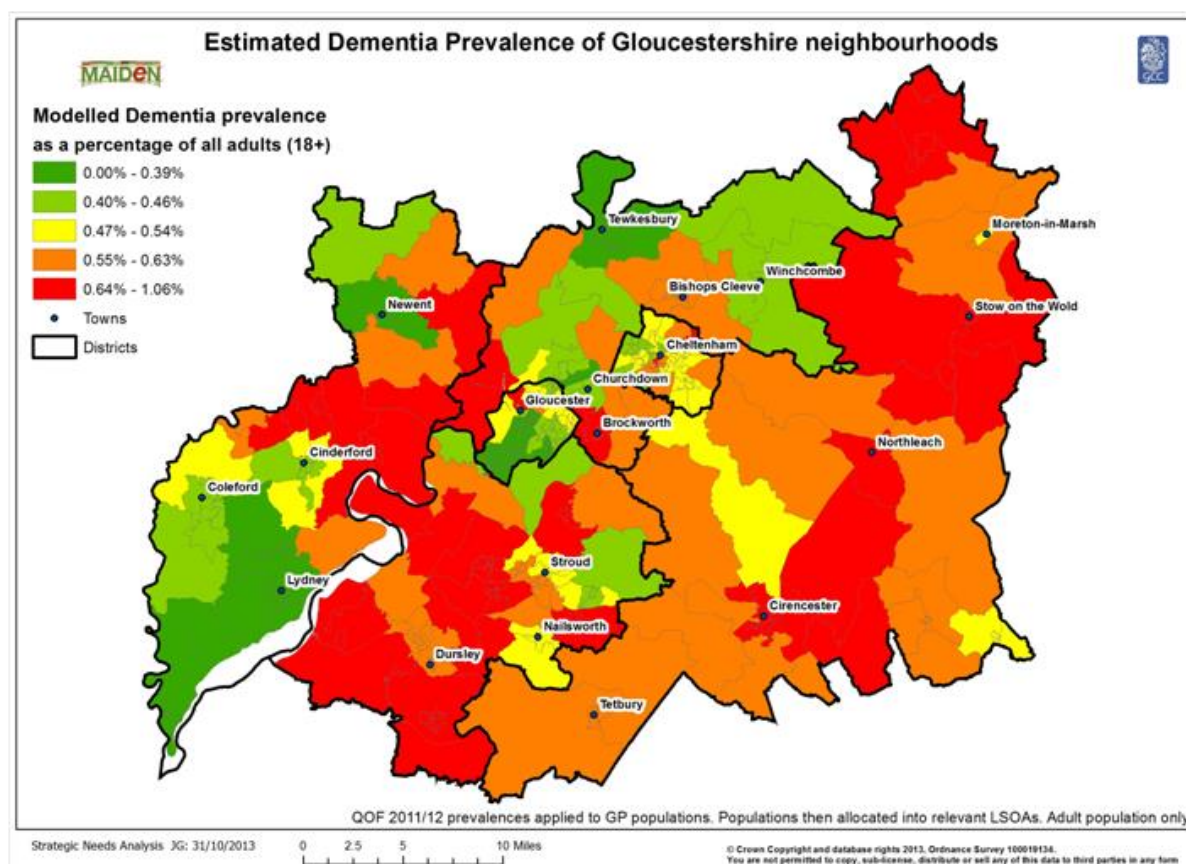 Estimated Dementia Prevalence of Gloucestershire neighbourhoods
MAIDeN
GCC
Modelled Dementia prevalence
as a percentage of all adults (18+)
0.00% - 0.39%
0.40% - 0.46%
0.47% - 0.54%
0.55% - 0.63%
0.64% - 1.06%
Towns
Districts
Tewkesbury
Moreton-in-Marsh
Winchcombe
Bishops Cleeve
Newent
Stow on the Wold
Cheltenham
Churchdown
Gloucester
Brockworth
Northleach
Cinderford
Coleford
Stroud
Lydney
Cirencester
Nailsworth
Dursley
Tetbury
QOF 2011/12 prevalences applied to GP populations. Populations then allocated into relevant LSOAs. Adult population only
Strategic Needs Analysis JG: 31/10/2013
0 2.5 5 10 Miles
© Crown Copyright and database rights 2013, Ordnance Survey 100019134.
You are not permitted to copy, sub-license, distribute or sell any of this data to third parties in any form